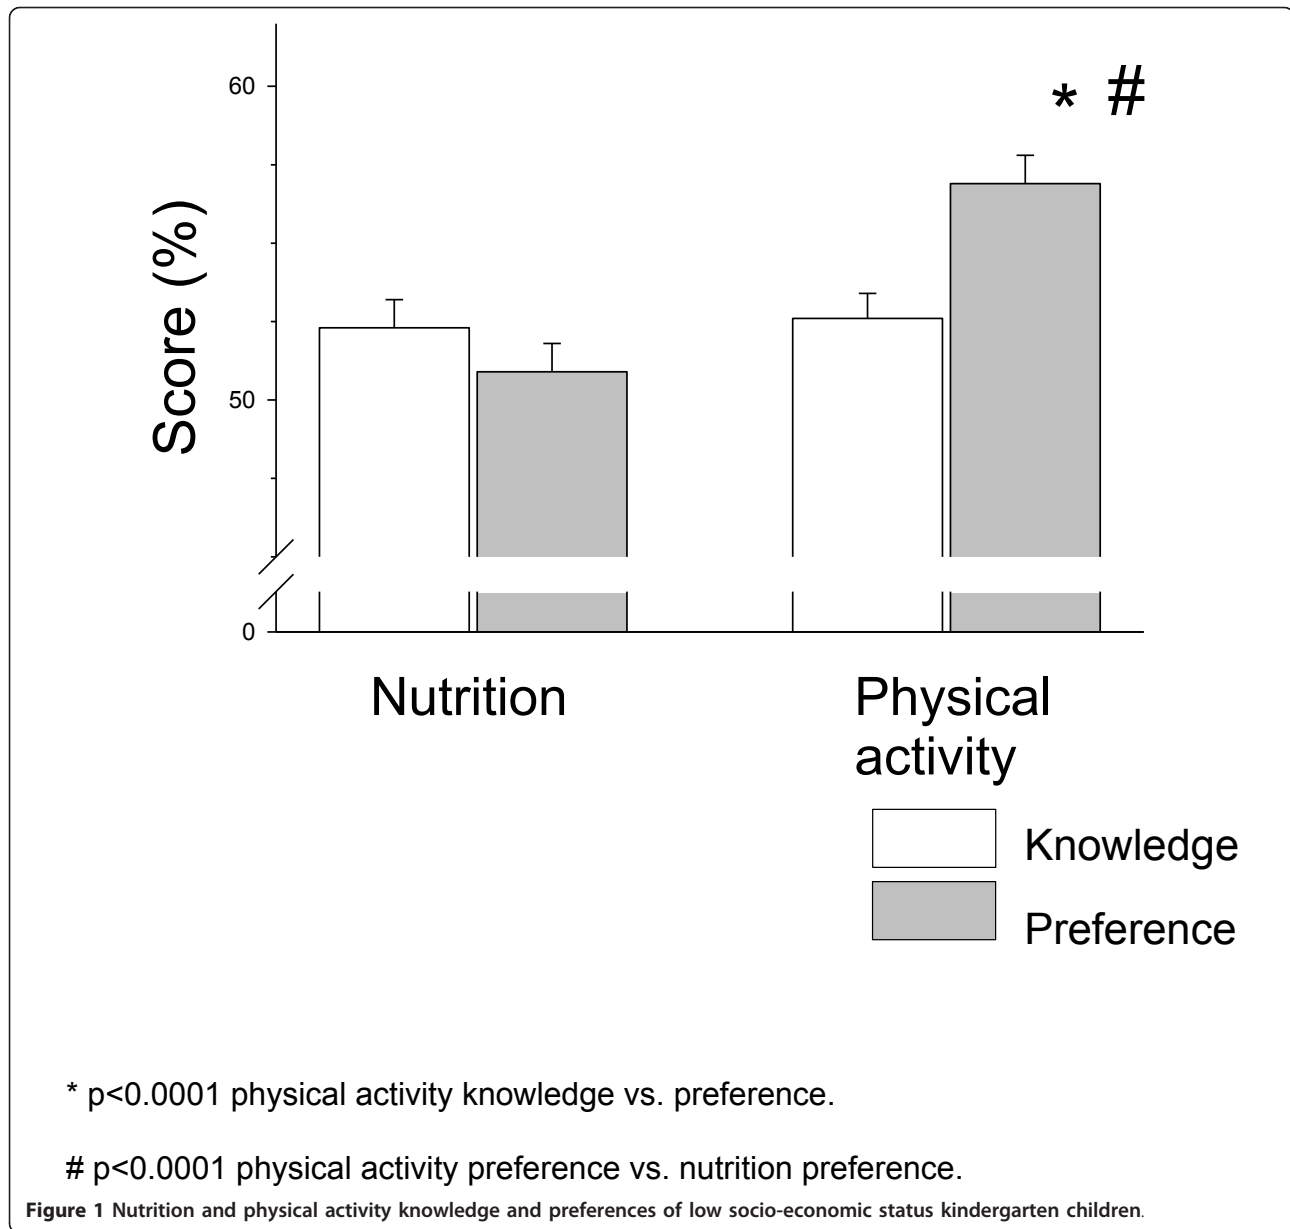 60
* #
Score (%)
50
0
Nutrition
Physical
activity
Knowledge
Preference
* p<0.0001 physical activity knowledge vs. preference.
# p<0.0001 physical activity preference vs. nutrition preference.
Figure 1 Nutrition and physical activity knowledge and preferences of low socio-economic status kindergarten children.